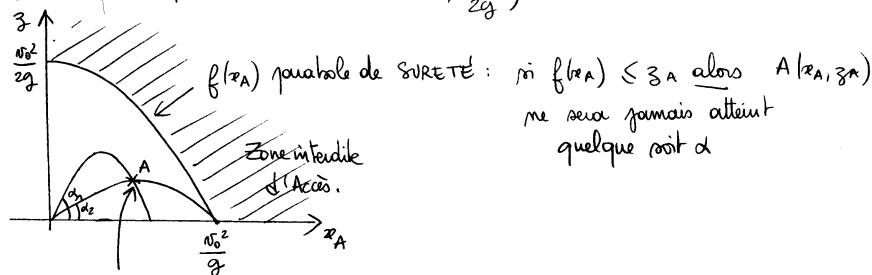 2g
z
v₀²/2g
f(x_A) parabole de SURETÉ : si f(x_A) ≤ z_A alors A(x_A, z_A)
ne sera jamais atteint
quelque soit α
Zone interdite
d'Accès.
A
α₁
α₂
x_A
v₀²/g